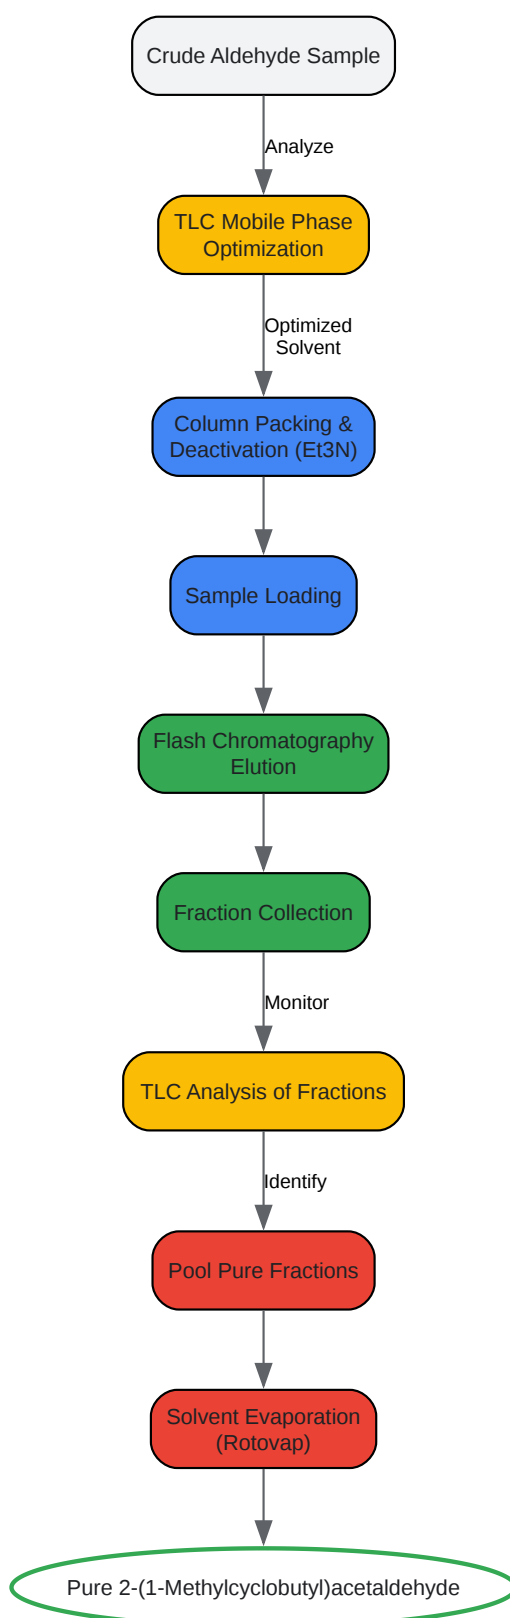 Crude Aldehyde Sample
Analyze
TLC Mobile Phase
Optimization
Optimized
Solvent
Column Packing &
Deactivation (Et3N)
Sample Loading
Flash Chromatography
Elution
Fraction Collection
Monitor
TLC Analysis of Fractions
Identify
Pool Pure Fractions
Solvent Evaporation
(Rotovap)
Pure 2-(1-Methylcyclobutyl)acetaldehyde